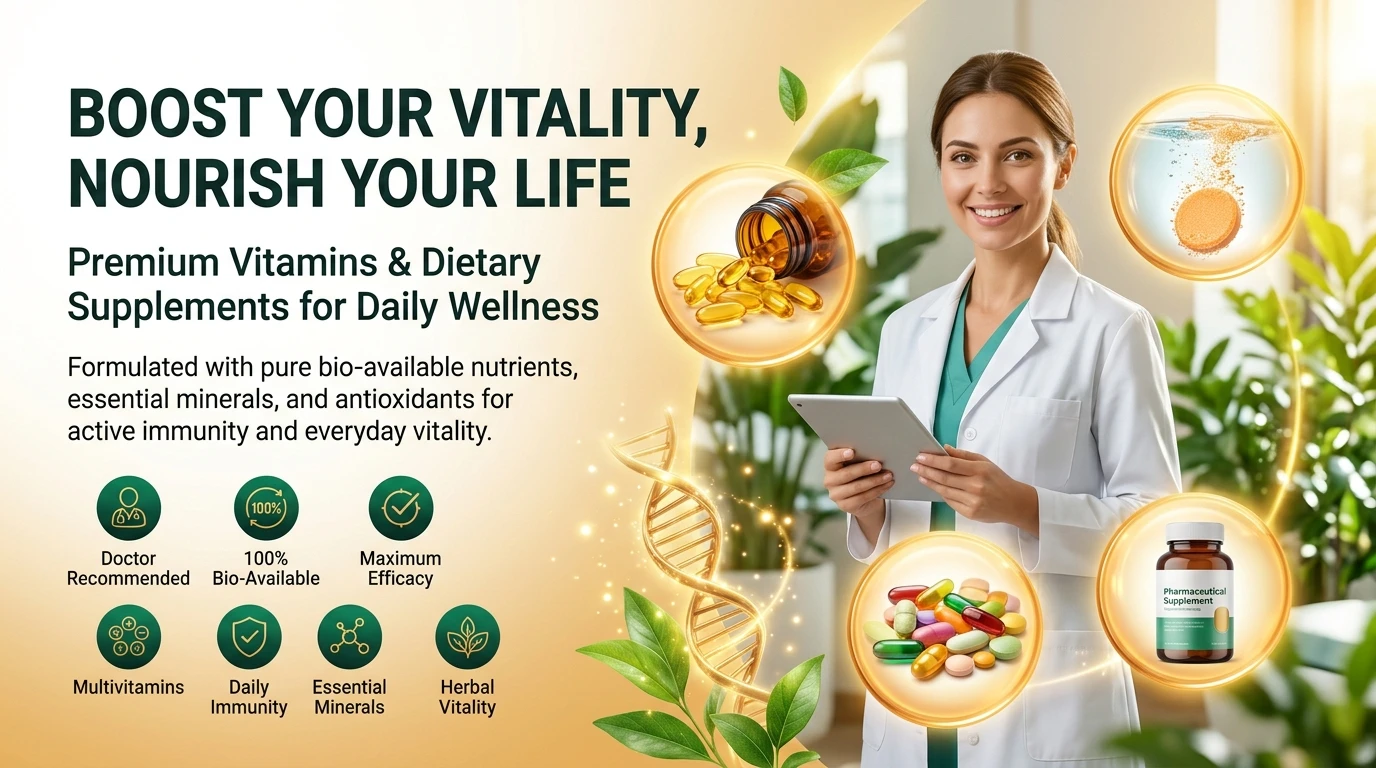 BOOST YOUR VITALITY,
NOURISH YOUR LIFE
Premium Vitamins & Dietary
Supplements for Daily Wellness
Formulated with pure bio-available nutrients,
essential minerals, and antioxidants for
active immunity and everyday vitality.
Doctor
Recommended
100%
100%
Bio-Available
Maximum
Efficacy
Multivitamins
Daily
Immunity
Essential
Minerals
Herbal
Vitality
Pharmaceutical
Supplement